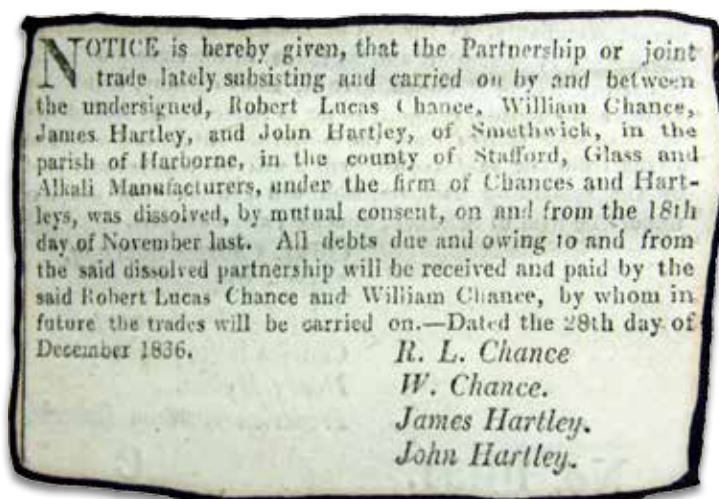 NOTICE is hereby given, that the Partnership or joint
trade lately subsisting and carried on by and between
the undersigned, Robert Lucas Chance, William Chance,
James Hartley, and John Hartley, of Smethwick, in the
parish of Harborne, in the county of Stafford, Glass and
Alkali Manufacturers, under the firm of Chances and Hart-
leys, was dissolved, by mutual consent, on and from the 18th
day of November last. All debts due and owing to and from
the said dissolved partnership will be received and paid by the
said Robert Lucas Chance and William Chance, by whom in
future the trades will be carried on.—Dated the 28th day of
December 1836.
R. L. Chance
W. Chance.
James Hartley.
John Hartley.